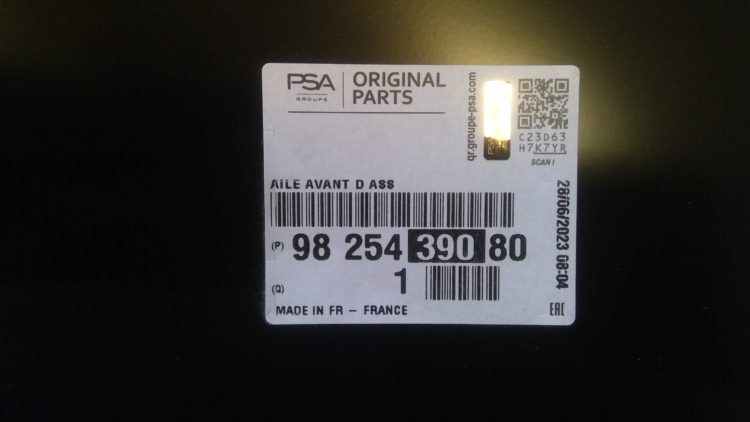 PSA
GROUPE
ORIGINAL
PARTS
qr.groupe-psa.com
C23D63
H7K7YR
SCAN!
AILE AVANT D ASS
(P) 98 254 390 80
(Q) 1
MADE IN FR – FRANCE
28/06/2023 08:04
EAC